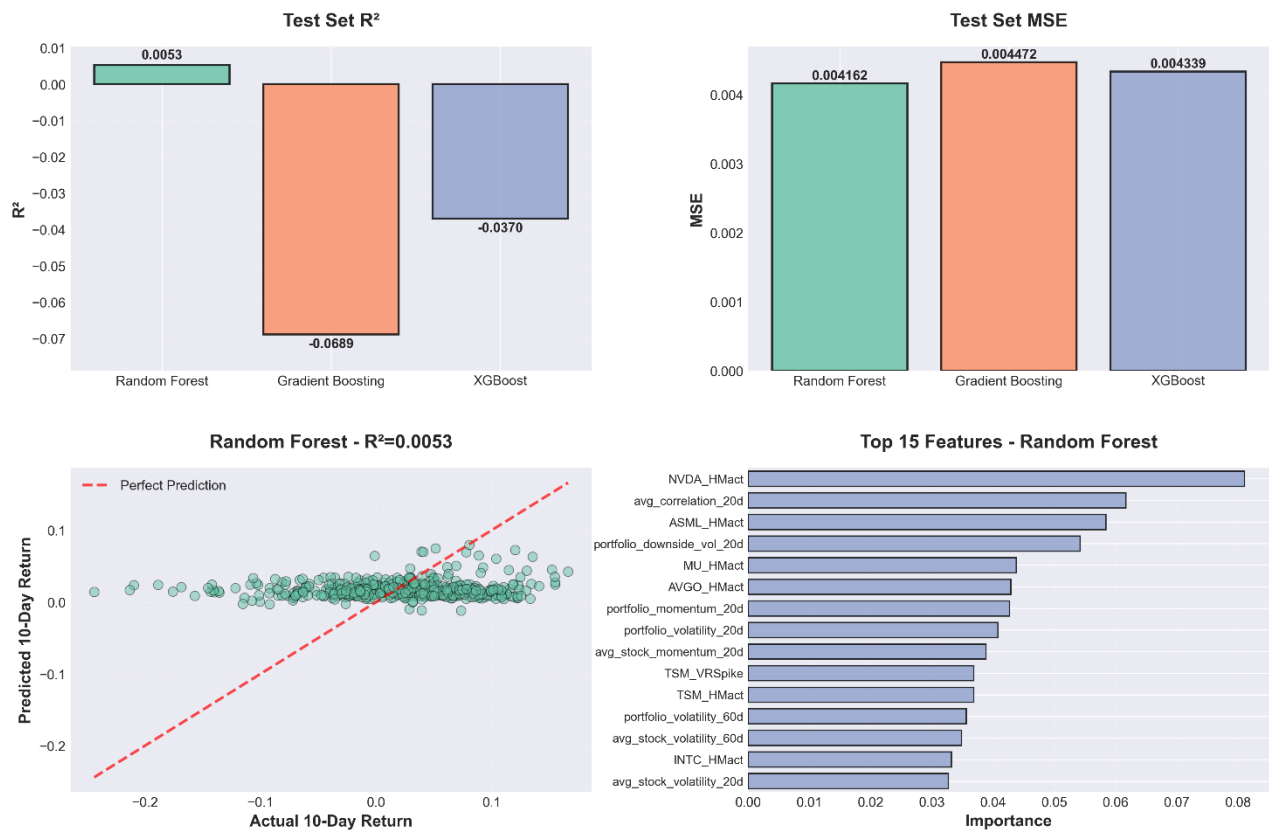 Test Set R²
0.01
0.00
−0.01
−0.02
−0.03
−0.04
−0.05
−0.06
−0.07
R²
0.0053
-0.0689
-0.0370
Random Forest
Gradient Boosting
XGBoost
Test Set MSE
0.004
0.003
0.002
0.001
0.000
MSE
0.004162
0.004472
0.004339
Random Forest
Gradient Boosting
XGBoost
Random Forest - R²=0.0053
Perfect Prediction
0.1
0.0
−0.1
−0.2
Predicted 10-Day Return
−0.2
−0.1
0.0
0.1
Actual 10-Day Return
Top 15 Features - Random Forest
NVDA_HMact
avg_correlation_20d
ASML_HMact
portfolio_downside_vol_20d
MU_HMact
AVGO_HMact
portfolio_momentum_20d
portfolio_volatility_20d
avg_stock_momentum_20d
TSM_VRSpike
TSM_HMact
portfolio_volatility_60d
avg_stock_volatility_60d
INTC_HMact
avg_stock_volatility_20d
0.00
0.01
0.02
0.03
0.04
0.05
0.06
0.07
0.08
Importance